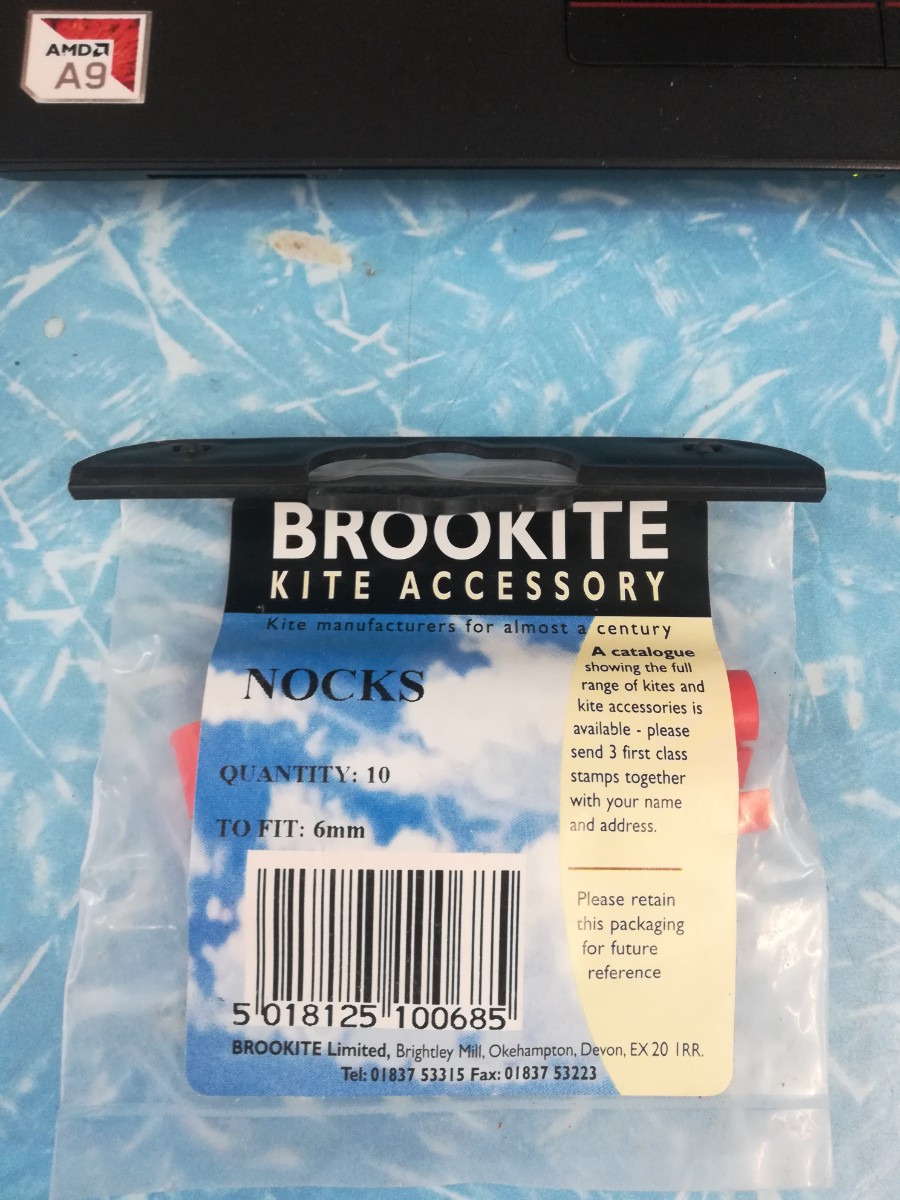 AMD
A9
BROOKITE
KITE ACCESSORY
Kite manufacturers for almost a century
NOCKS
QUANTITY: 10
TO FIT: 6mm
A catalogue
showing the full
range of kites and
kite accessories is
available - please
send 3 first class
stamps together
with your name
and address.
Please retain
this packaging
for future
reference
5 018125 100685
BROOKITE Limited, Brightley Mill, Okehampton, Devon, EX 20 1RR.
Tel: 01837 53315 Fax: 01837 53223